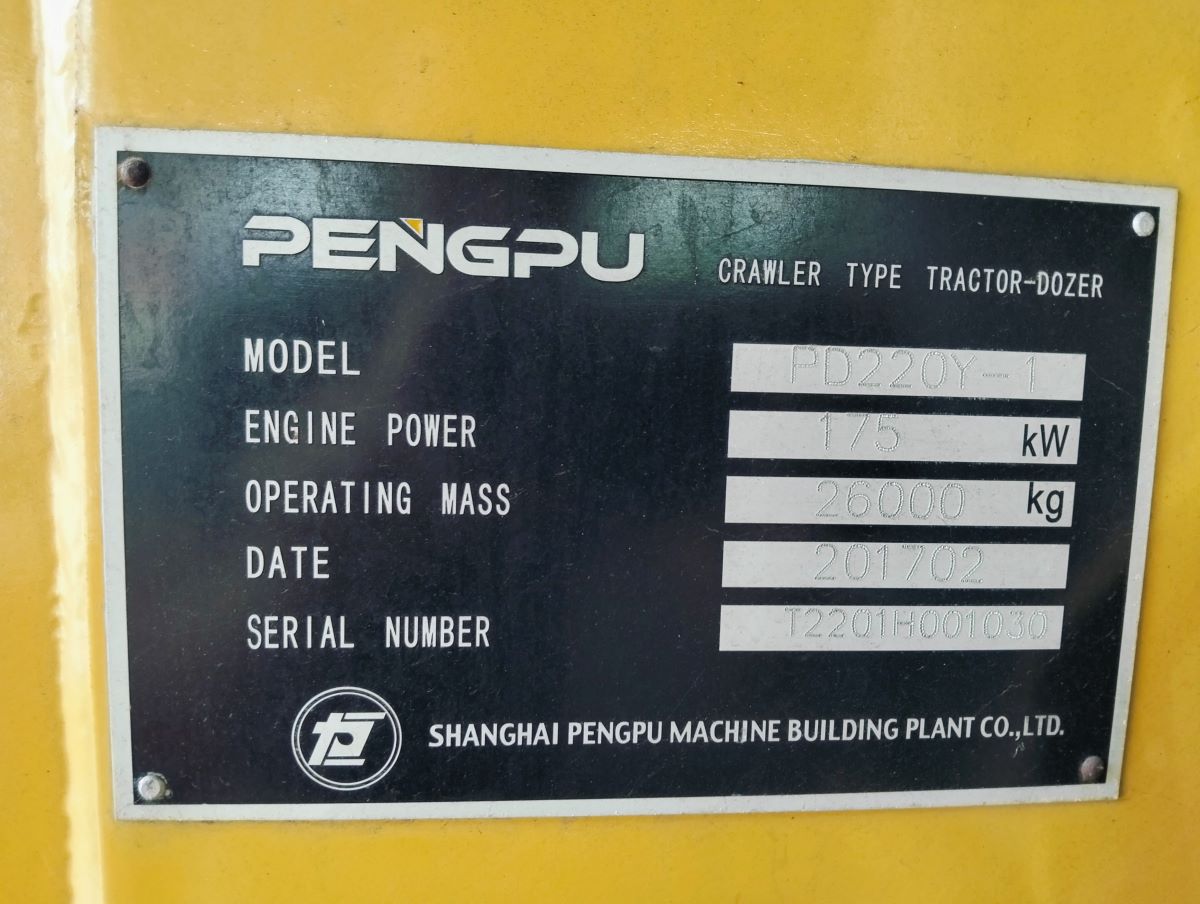 PENGPU CRAWLER TYPE TRACTOR-DOZER
MODEL PD220Y-1
ENGINE POWER 175 kW
OPERATING MASS 26000 kg
DATE 201702
SERIAL NUMBER T2201H001030
SHANGHAI PENGPU MACHINE BUILDING PLANT CO.,LTD.